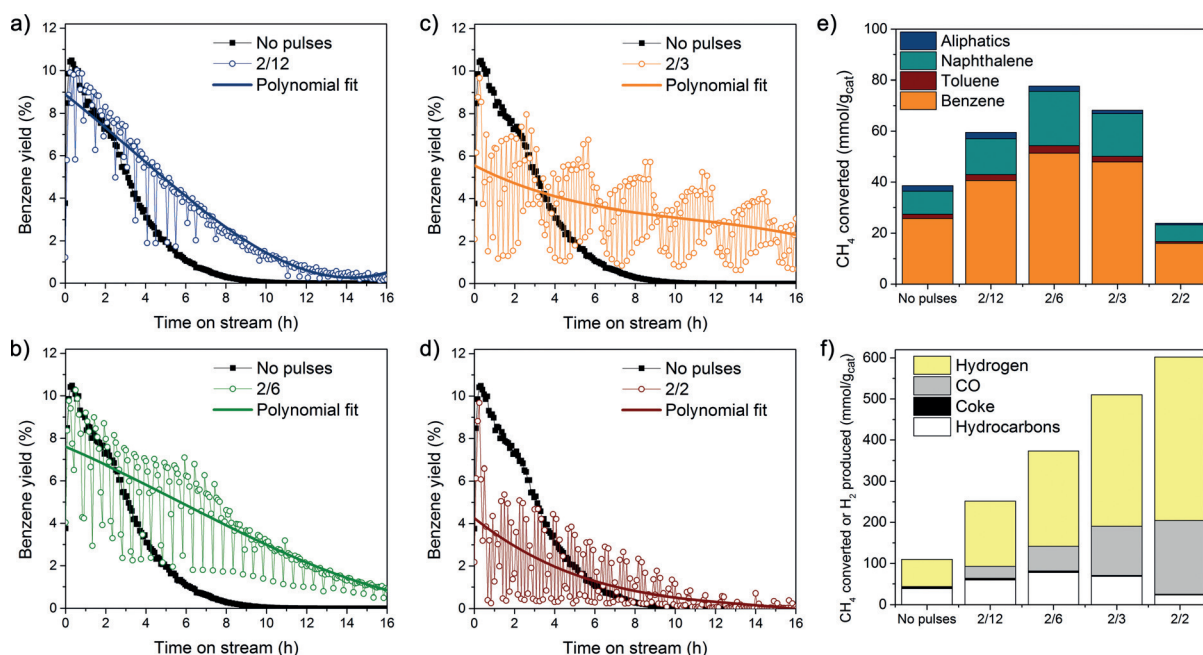 a)
12
10
8
6
4
2
0
Benzene yield (%)
No pulses
2/12
Polynomial fit
0 2 4 6 8 10 12 14 16
Time on stream (h)
b)
12
10
8
6
4
2
0
Benzene yield (%)
No pulses
2/6
Polynomial fit
0 2 4 6 8 10 12 14 16
Time on stream (h)
c)
12
10
8
6
4
2
0
Benzene yield (%)
No pulses
2/3
Polynomial fit
0 2 4 6 8 10 12 14 16
Time on stream (h)
d)
12
10
8
6
4
2
0
Benzene yield (%)
No pulses
2/2
Polynomial fit
0 2 4 6 8 10 12 14 16
Time on stream (h)
e)
100
80
60
40
20
0
CH4 converted (mmol/gcat)
Aliphatics
Naphthalene
Toluene
Benzene
No pulses 2/12 2/6 2/3 2/2
f)
600
500
400
300
200
100
0
CH4 converted or H2 produced (mmol/gcat)
Hydrogen
CO
Coke
Hydrocarbons
No pulses 2/12 2/6 2/3 2/2